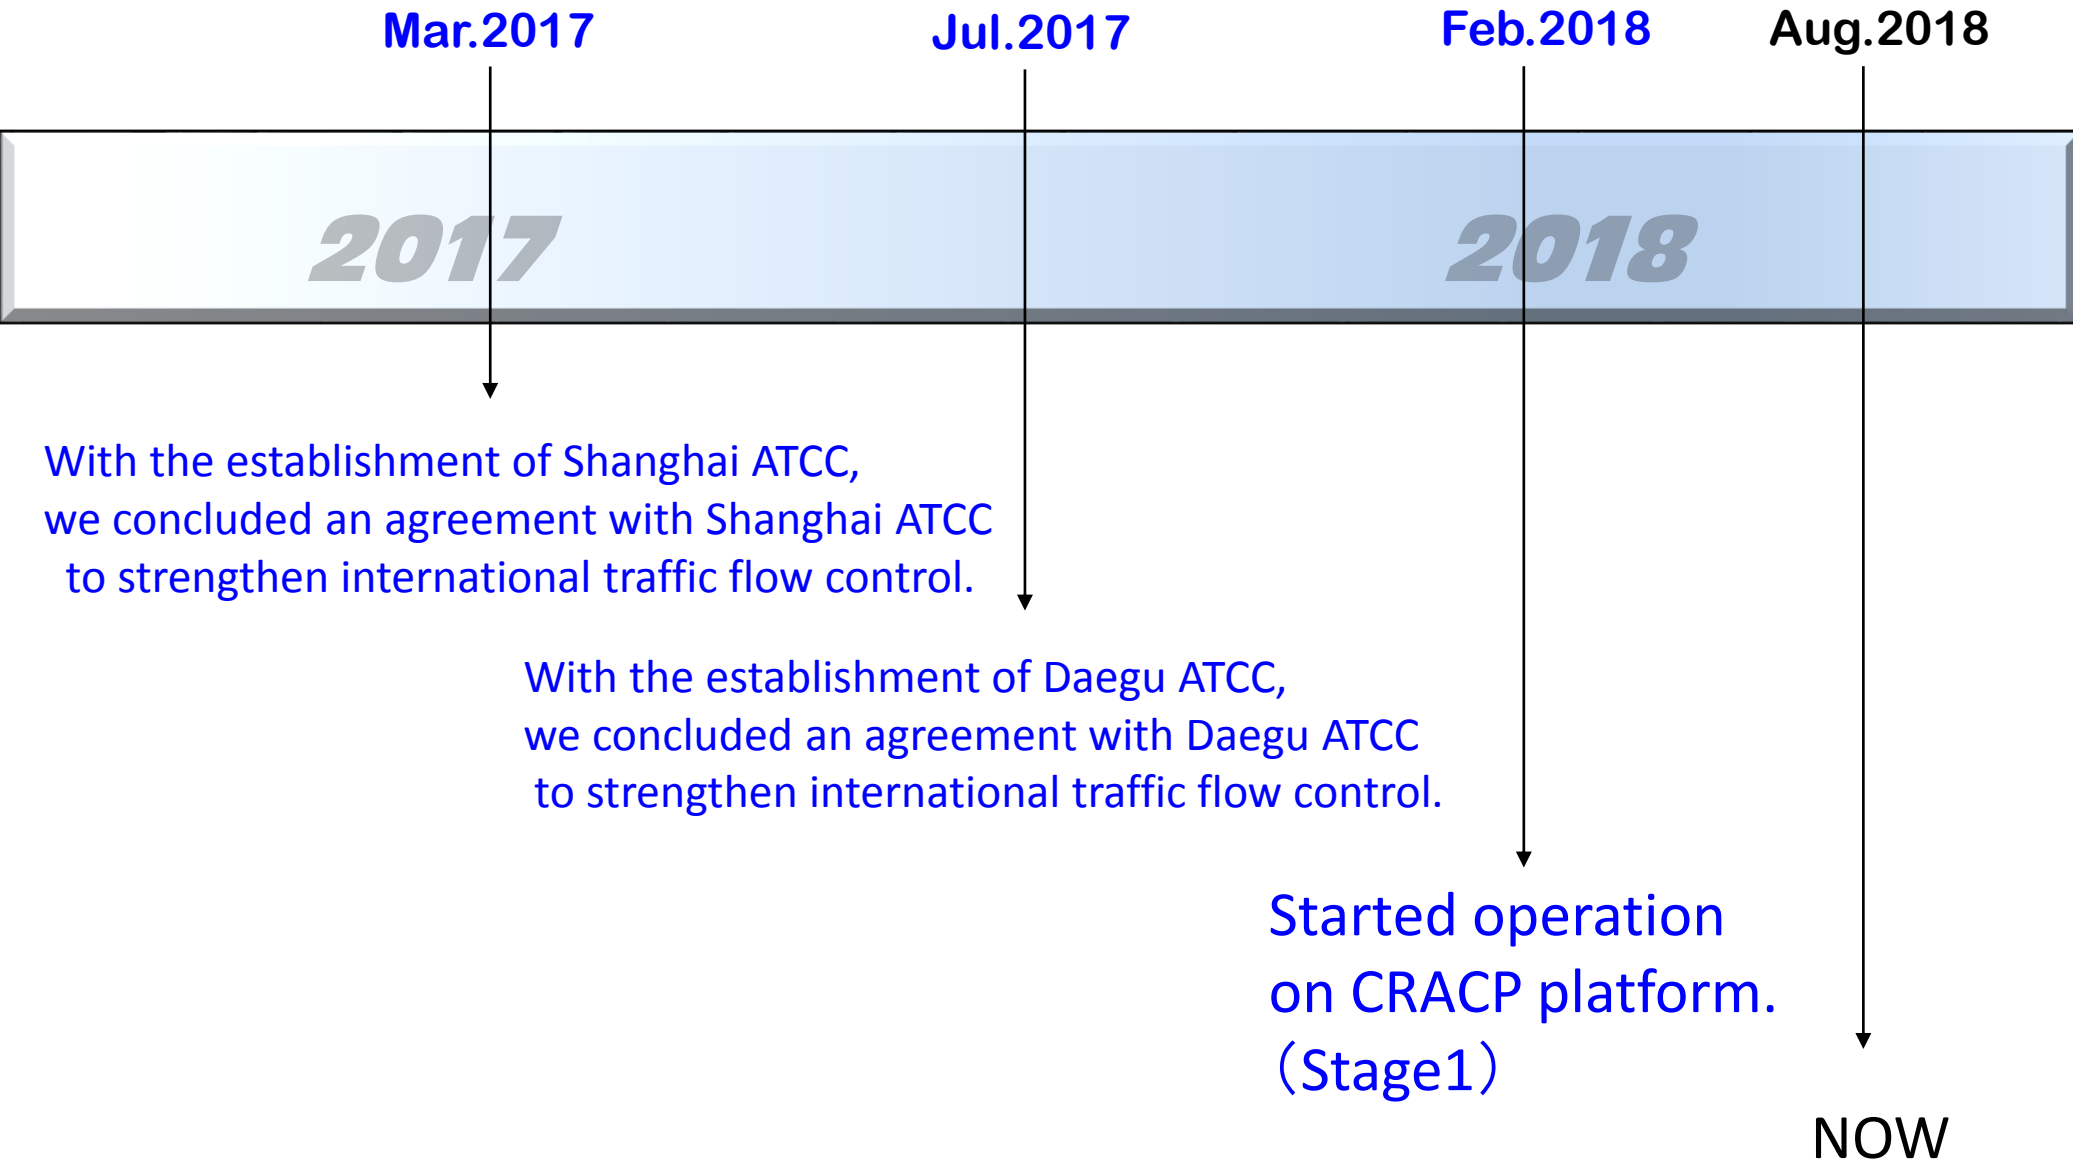 Mar.2017
Jul.2017
Feb.2018
Aug.2018
2017
2018
With the establishment of Shanghai ATCC,
we concluded an agreement with Shanghai ATCC
to strengthen international traffic flow control.
With the establishment of Daegu ATCC,
we concluded an agreement with Daegu ATCC
to strengthen international traffic flow control.
Started operation
on CRACP platform.
（Stage1）
NOW